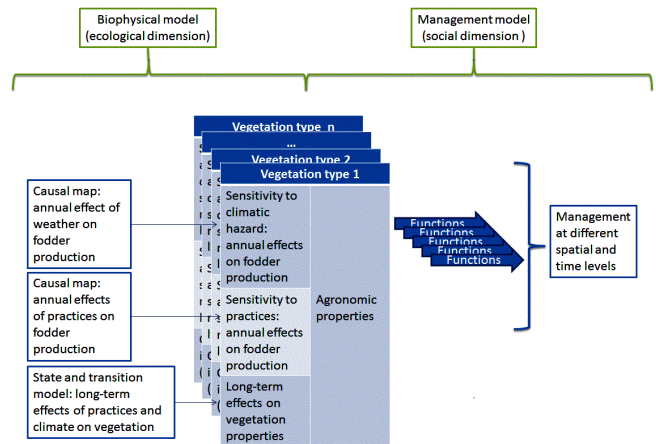 Biophysical model
(ecological dimension)
Management model
(social dimension )
Vegetation type n
...
Vegetation type 2
Vegetation type 1
Causal map:
annual effect of
weather on
fodder
production
Causal map:
annual effects
of practices on
fodder
production
State and transition
model: long-term
effects of practices and
climate on vegetation
Sensitivity to
climatic
hazard:
annual effects
on fodder
production
Sensitivity to
practices:
annual effects
on fodder
production
Long-term
effects on
vegetation
properties
Agronomic
properties
Functions
Functions
Functions
Functions
Functions
Management
at different
spatial and
time levels